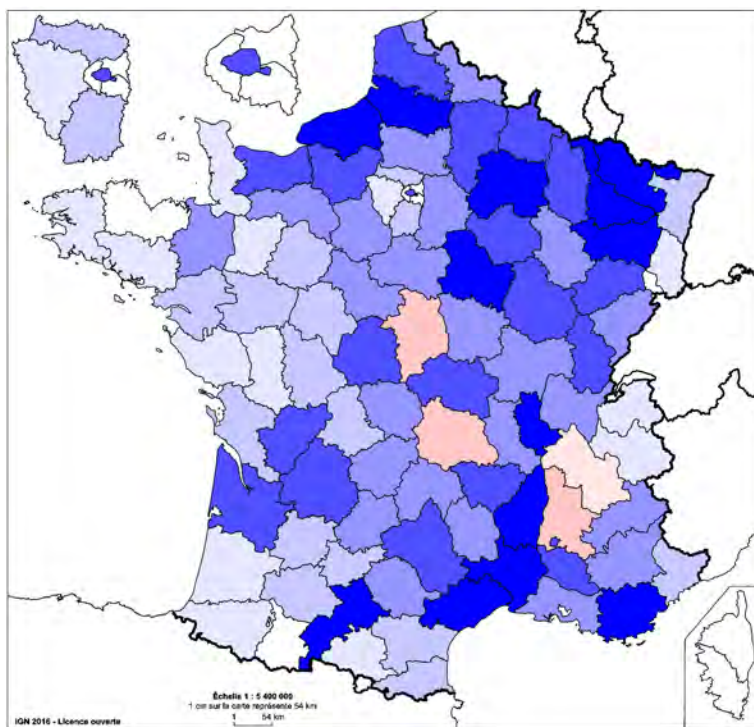 Échelle 1 : 5 400 000
1 cm sur la carte représente 54 km
1 54 km
IGN 2016 - Licence ouverte